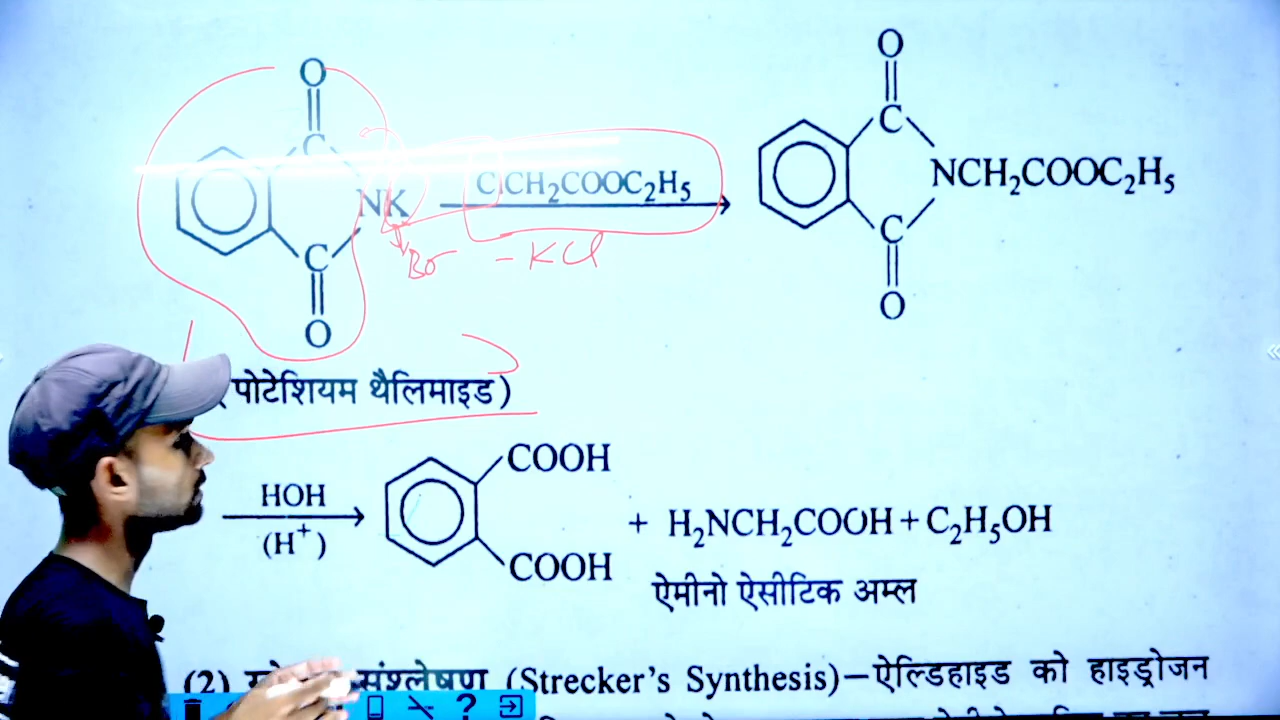 O O
C C
NK ClCH₂COOC₂H₅ NCH₂COOC₂H₅
Br - KCl
C C
O O
(पोटेशियम थैलिमाइड)
COOH
HOH
(H⁺) + H₂NCH₂COOH + C₂H₅OH
COOH
ऐमीनो ऐसीटिक अम्ल
(2) संश्लेषण (Strecker's Synthesis)—ऐल्डिहाइड को हाइड्रोजन
?